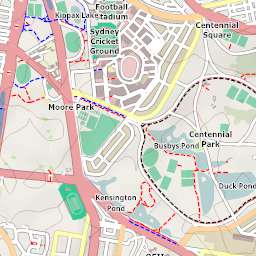 Football
Kippax Lake
Stadium
Centennial
Square
Sydney
Cricket
Ground
Moore Park
Centennial
Park
Busbys Pond
Duck Pond
Kensington
Pond